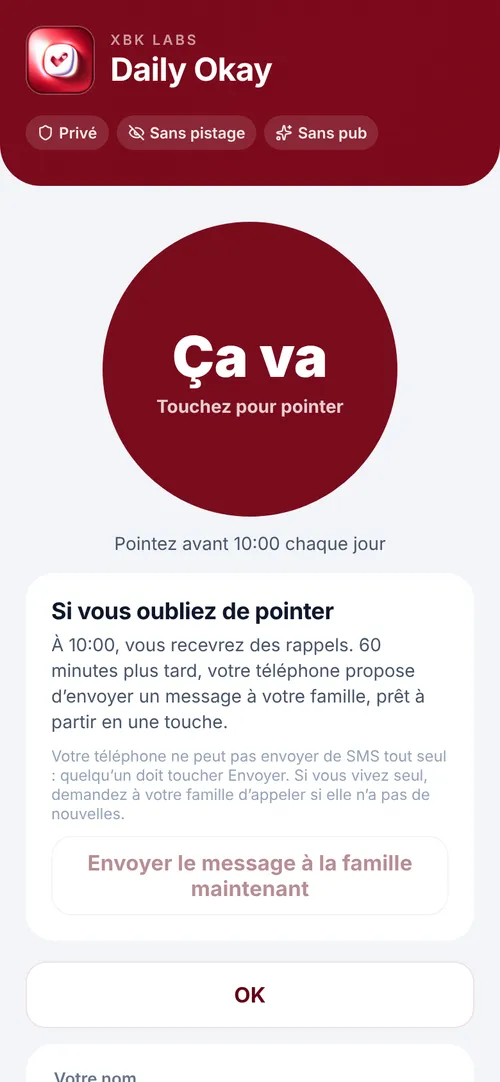 XBK LABS
Daily Okay
Privé
Sans pistage
Sans pub
Ça va
Touchez pour pointer
Pointez avant 10:00 chaque jour
Si vous oubliez de pointer
À 10:00, vous recevrez des rappels. 60
minutes plus tard, votre téléphone propose
d’envoyer un message à votre famille, prêt à
partir en une touche.
Votre téléphone ne peut pas envoyer de SMS tout seul
: quelqu’un doit toucher Envoyer. Si vous vivez seul,
demandez à votre famille d’appeler si elle n’a pas de
nouvelles.
Envoyer le message à la famille
maintenant
OK
Votre nom